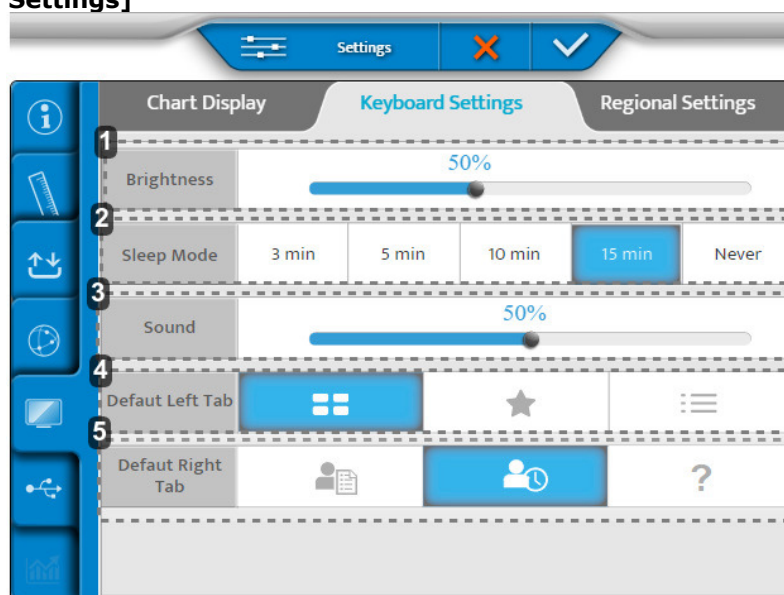 Settings]
Settings
Chart Display Keyboard Settings Regional Settings
1
50%
Brightness
2
Sleep Mode 3 min 5 min 10 min 15 min Never
3
50%
Sound
4
Defaut Left Tab
5
Defaut Right
Tab
?